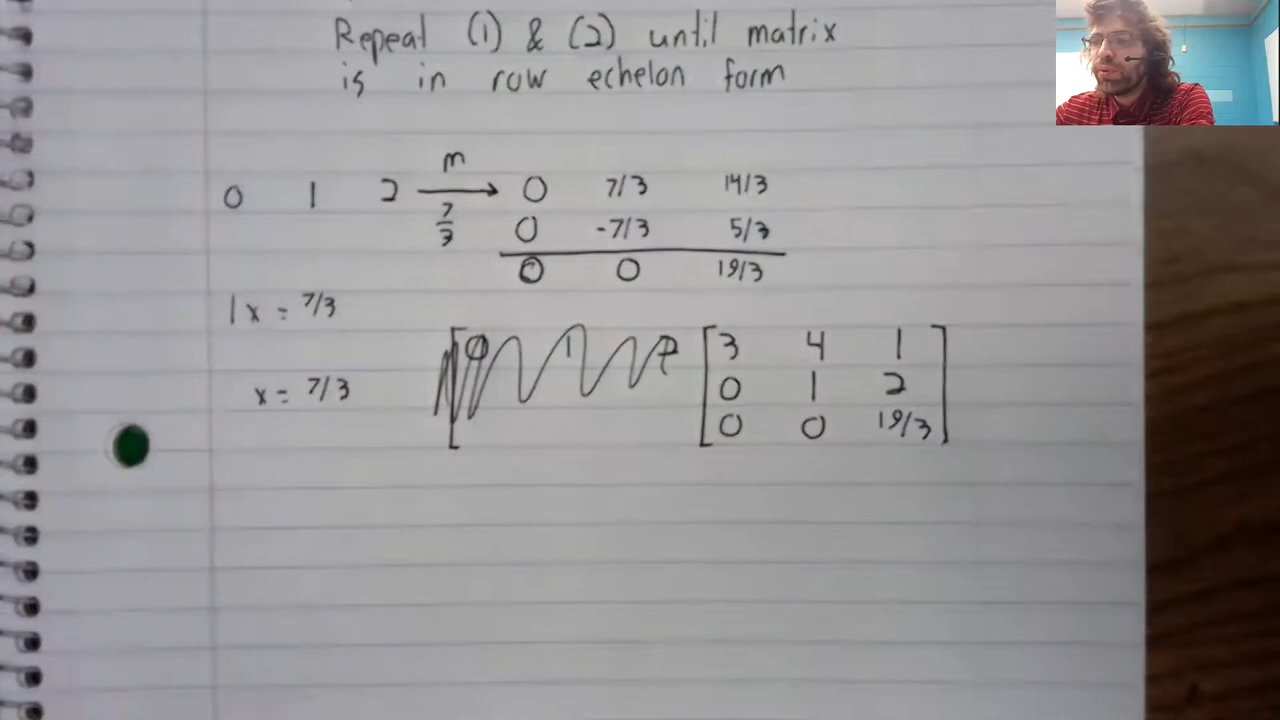 Repeat (1) & (2) until matrix
is in row echelon form
m
0 1 2 → 0 7/3 14/3
7/3
0 -7/3 5/3
0 0 19/3
1x = 7/3
x = 7/3
3 4 1
0 1 2
0 0 19/3